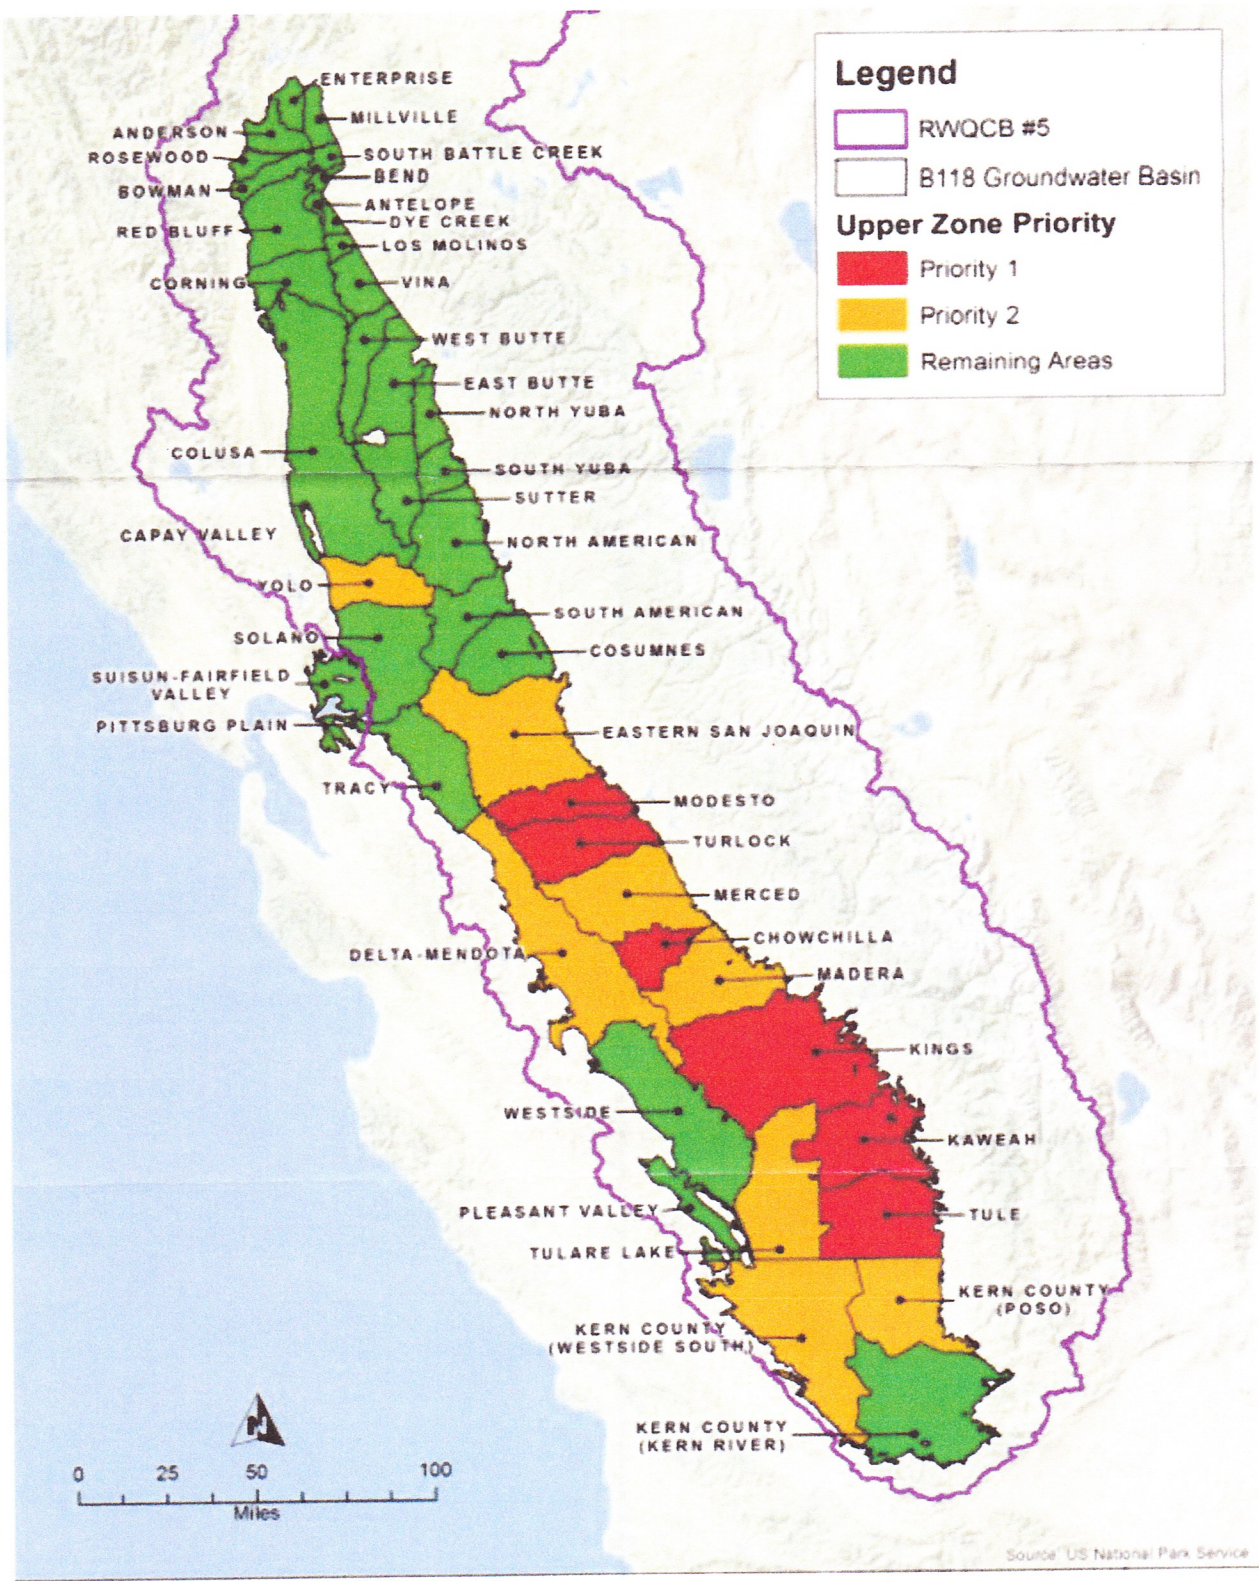 Legend
RWQCB #5
B118 Groundwater Basin
Upper Zone Priority
Priority 1
Priority 2
Remaining Areas
ENTERPRISE
MILLVILLE
ANDERSON
ROSEWOOD
SOUTH BATTLE CREEK
BEND
BOWMAN
ANTELOPE
DYE CREEK
RED BLUFF
LOS MOLINOS
CORNING
VINA
WEST BUTTE
EAST BUTTE
NORTH YUBA
COLUSA
SOUTH YUBA
SUTTER
CAPAY VALLEY
NORTH AMERICAN
YOLO
SOUTH AMERICAN
SOLANO
COSUMNES
SUISUN-FAIRFIELD
VALLEY
PITTSBURG PLAIN
EASTERN SAN JOAQUIN
TRACY
MODESTO
TURLOCK
MERCED
CHOWCHILLA
DELTA-MENDOTA
MADERA
KINGS
WESTSIDE
KAWEAH
PLEASANT VALLEY
TULE
TULARE LAKE
KERN COUNTY
(POSO)
KERN COUNTY
(WESTSIDE SOUTH)
KERN COUNTY
(KERN RIVER)
N
0 25 50 100
Miles
Source: US National Park Service